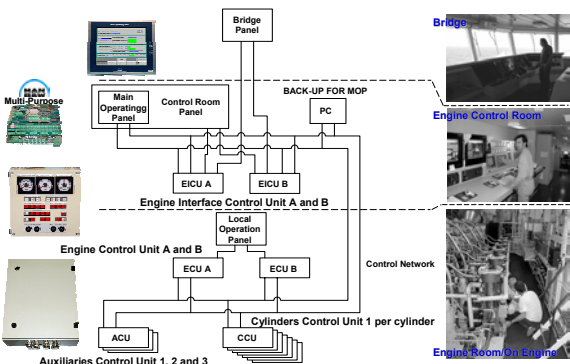 Bridge
Panel
Bridge
MAN
Multi-Purpose
BACK-UP FOR MOP
Main
Operatingg
Panel
Control Room
Panel
PC
Engine Control Room
EICU A
EICU B
Engine Interface Control Unit A and B
Local
Operation
Panel
Engine Control Unit A and B
ECU A
ECU B
Control Network
Cylinders Control Unit 1 per cylinder
ACU
CCU
Auxiliaries Control Unit 1, 2 and 3
Engine Room/On Engine